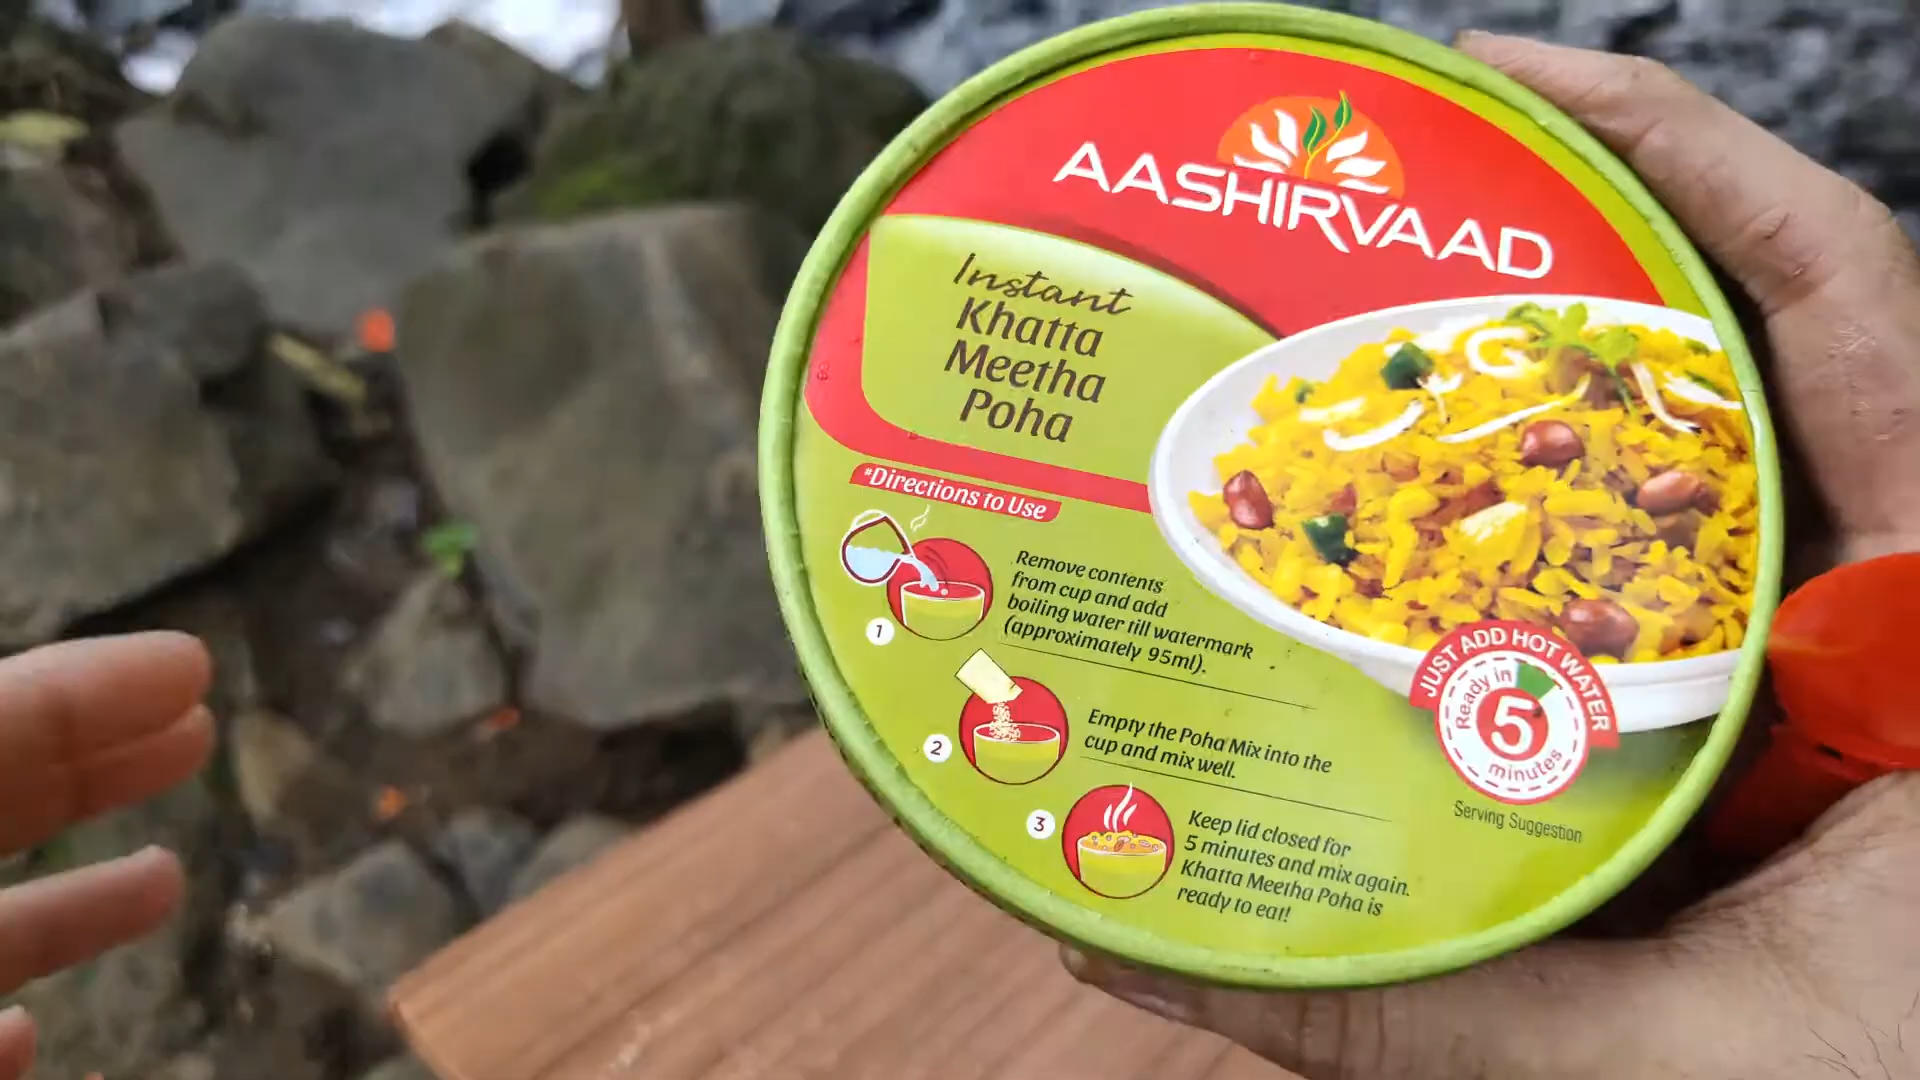 AASHIRVAAD
Instant
Khatta
Meetha
Poha
#Directions to Use
1
Remove contents
from cup and add
boiling water till watermark
(approximately 95ml).
2
Empty the Poha Mix into the
cup and mix well.
3
Keep lid closed for
5 minutes and mix again.
Khatta Meetha Poha is
ready to eat!
JUST ADD HOT WATER
Ready in
5
minutes
Serving Suggestion